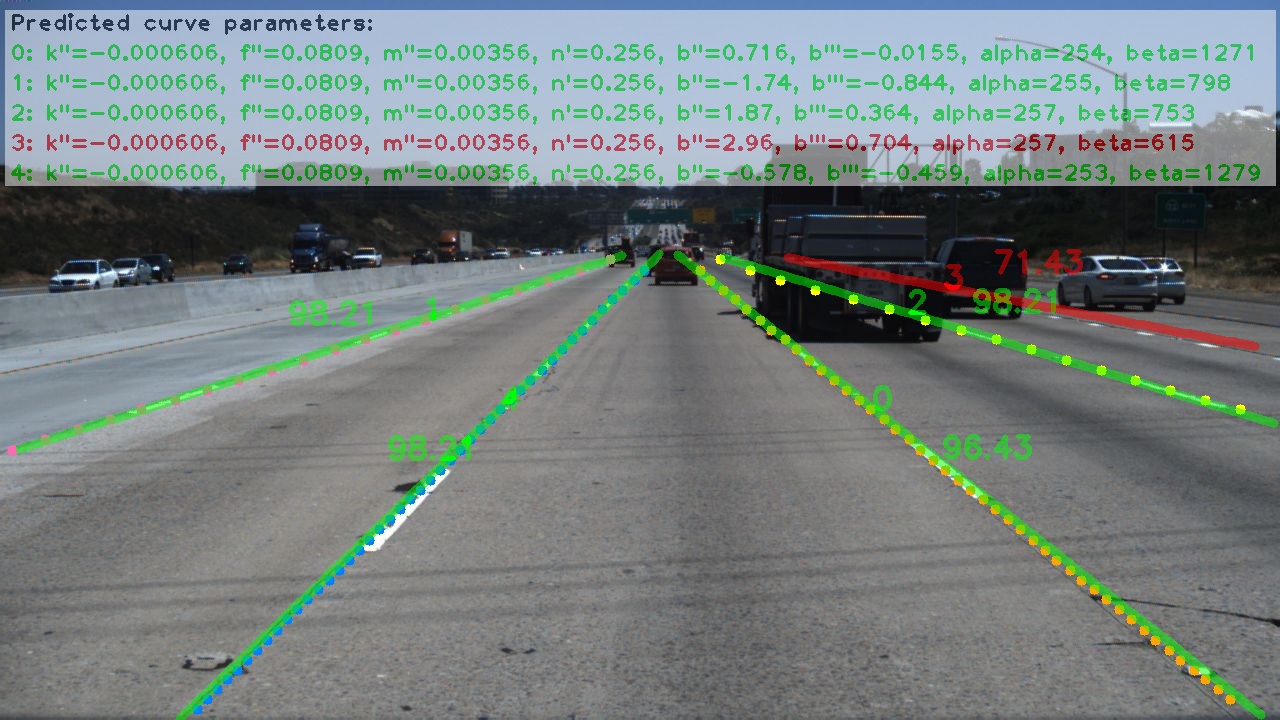 Predicted curve parameters:
0: k''=-0.000606, f''=0.0809, m''=0.00356, n'=0.256, b''=0.716, b'''=-0.0155, alpha=254, beta=1271
1: k''=-0.000606, f''=0.0809, m''=0.00356, n'=0.256, b''=-1.74, b'''=-0.844, alpha=255, beta=798
2: k''=-0.000606, f''=0.0809, m''=0.00356, n'=0.256, b''=1.87, b'''=0.364, alpha=257, beta=753
3: k''=-0.000606, f''=0.0809, m''=0.00356, n'=0.256, b''=2.96, b'''=0.704, alpha=257, beta=615
4: k''=-0.000606, f''=0.0809, m''=0.00356, n'=0.256, b''=-0.578, b'''=-0.459, alpha=253, beta=1279
71.43
3
98.21
1
2
98.21
4
0
98.21
96.43